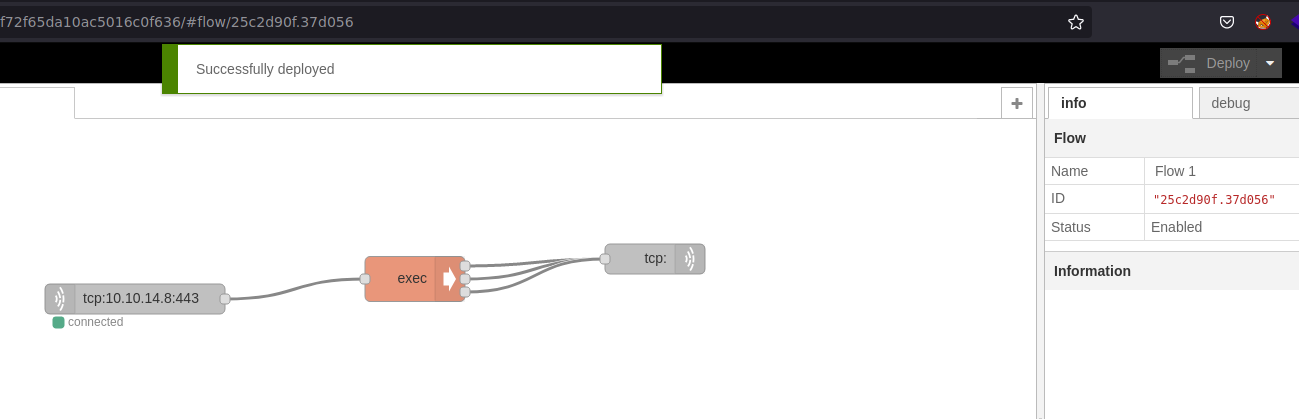 f72f65da10ac5016c0f636/#flow/25c2d90f.37d056
Successfully deployed
Deploy
info
debug
Flow
Name
Flow 1
ID
"25c2d90f.37d056"
Status
Enabled
Information
tcp:
exec
tcp:10.10.14.8:443
connected